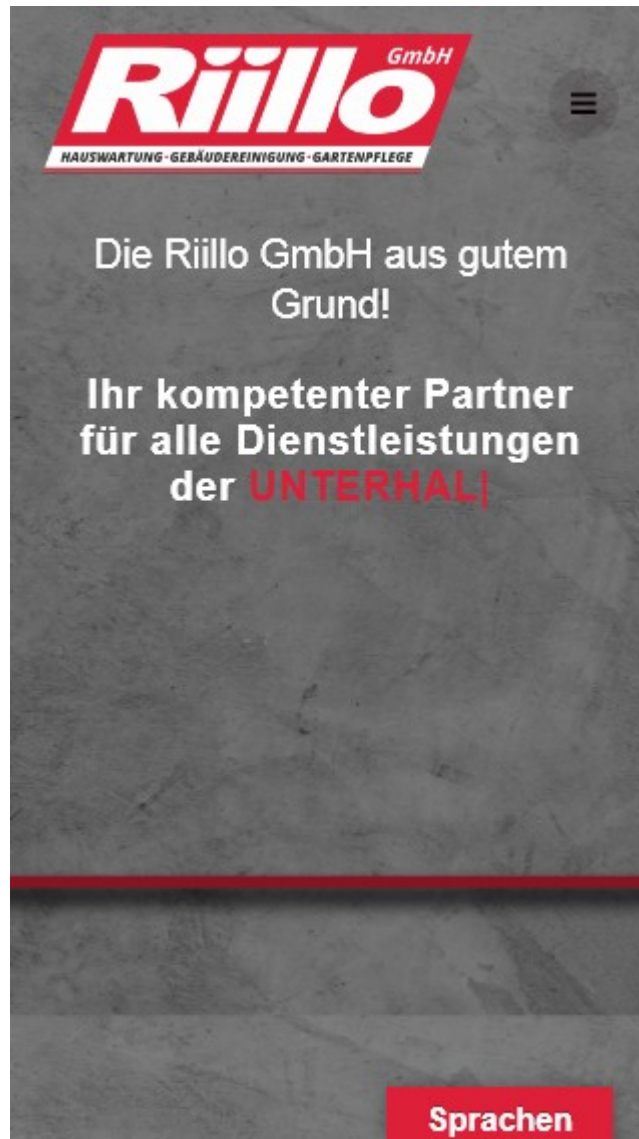 Riillo
GmbH
HAUSWARTUNG-GEBÄUDEREINIGUNG-GARTENPFLEGE
Die Riillo GmbH aus gutem
Grund!
Ihr kompetenter Partner
für alle Dienstleistungen
der UNTERHAL|
Sprachen